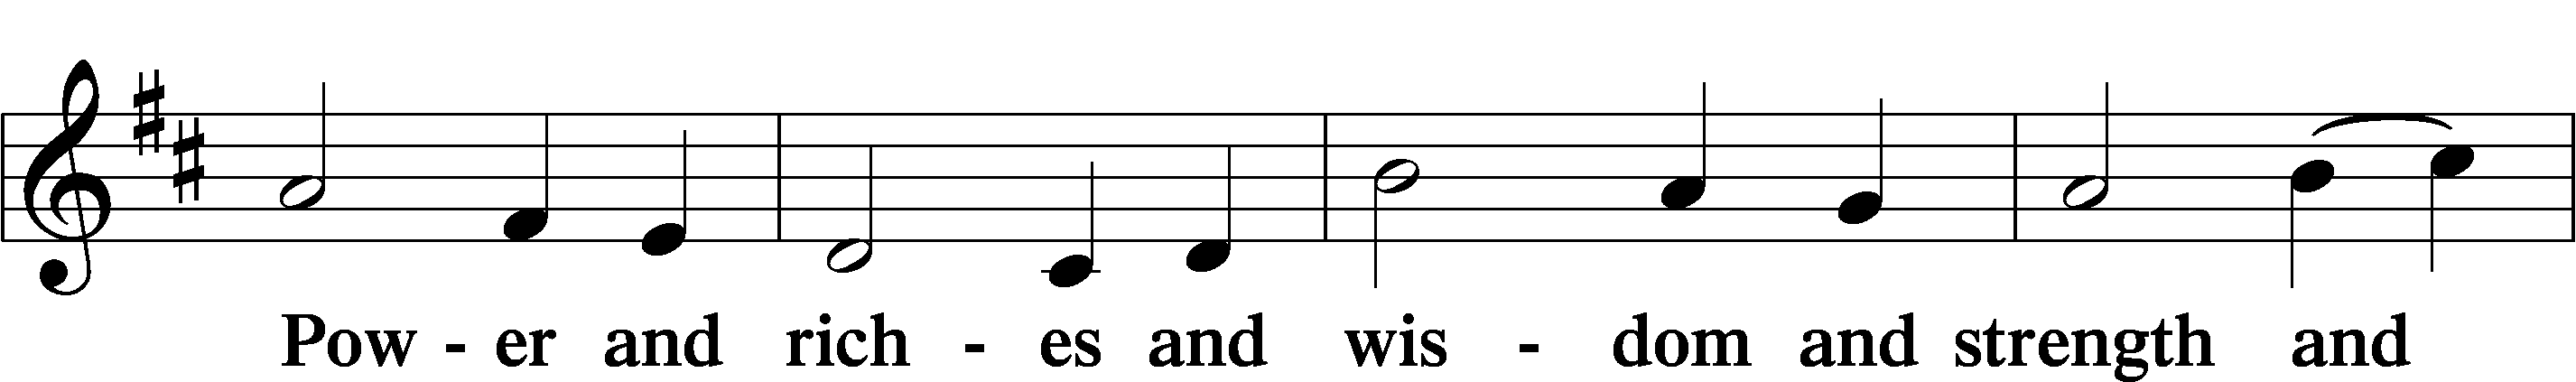 Pow - er and rich - es and wis - dom and strength and